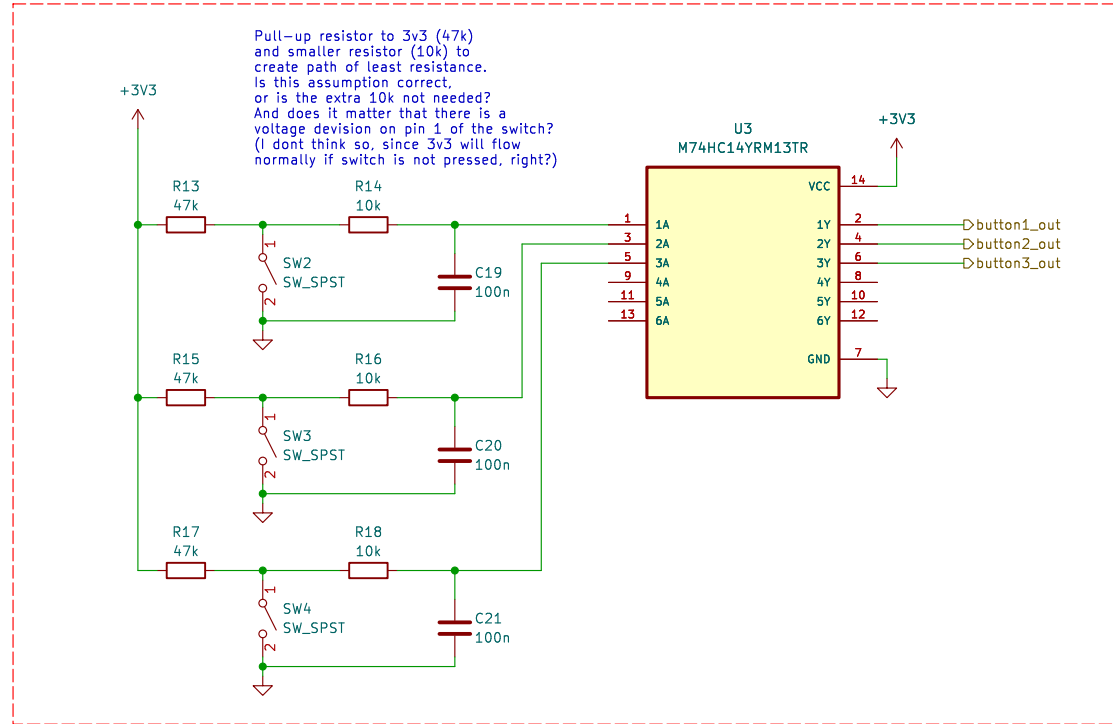 Pull-up resistor to 3v3 (47k)
and smaller resistor (10k) to
create path of least resistance.
Is this assumption correct,
or is the extra 10k not needed?
And does it matter that there is a
voltage devision on pin 1 of the switch?
(I dont think so, since 3v3 will flow
normally if switch is not pressed, right?)
+3V3
+3V3
U3
M74HC14YRM13TR
VCC 14
R13
47k
R14
10k
1 1A
1Y 2 button1_out
3 2A
2Y 4 button2_out
5 3A
3Y 6 button3_out
9 4A
4Y 8
11 5A
5Y 10
13 6A
6Y 12
GND 7
1
SW2
SW_SPST
2
C19
100n
R15
47k
R16
10k
1
SW3
SW_SPST
2
C20
100n
R17
47k
R18
10k
1
SW4
SW_SPST
2
C21
100n